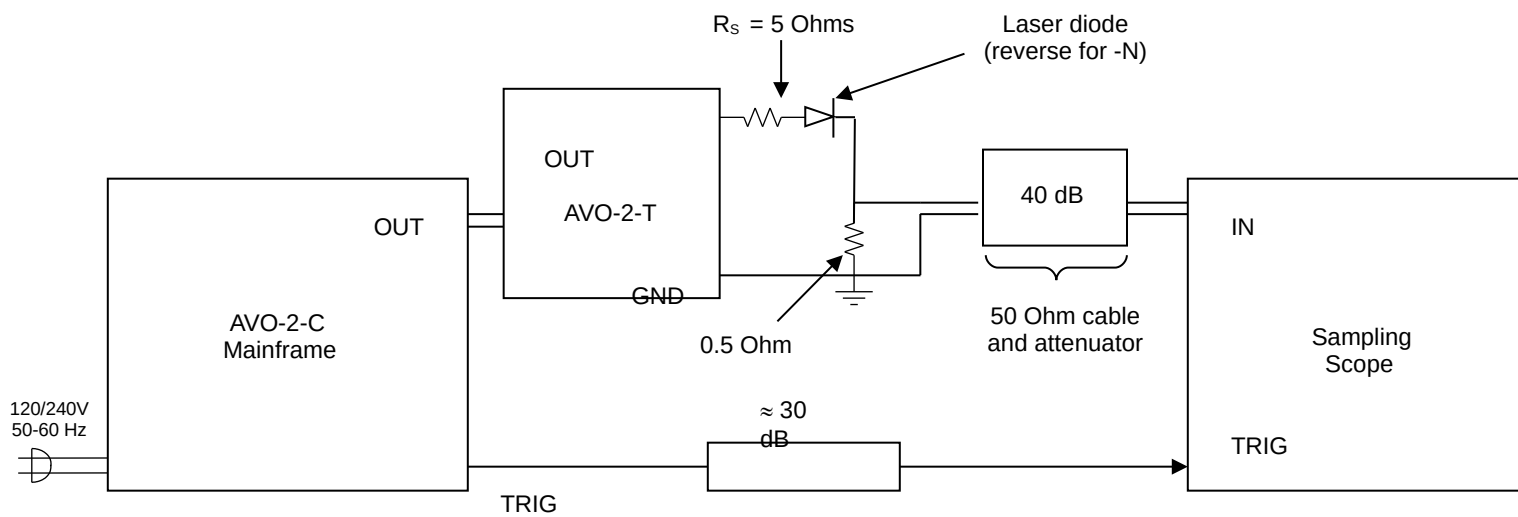 R_S = 5 Ohms
Laser diode
(reverse for -N)
OUT
AVO-2-T
GND
40 dB
OUT
AVO-2-C
Mainframe
IN
0.5 Ohm
50 Ohm cable
and attenuator
Sampling
Scope
120/240V
50-60 Hz
≈ 30
dB
TRIG
TRIG